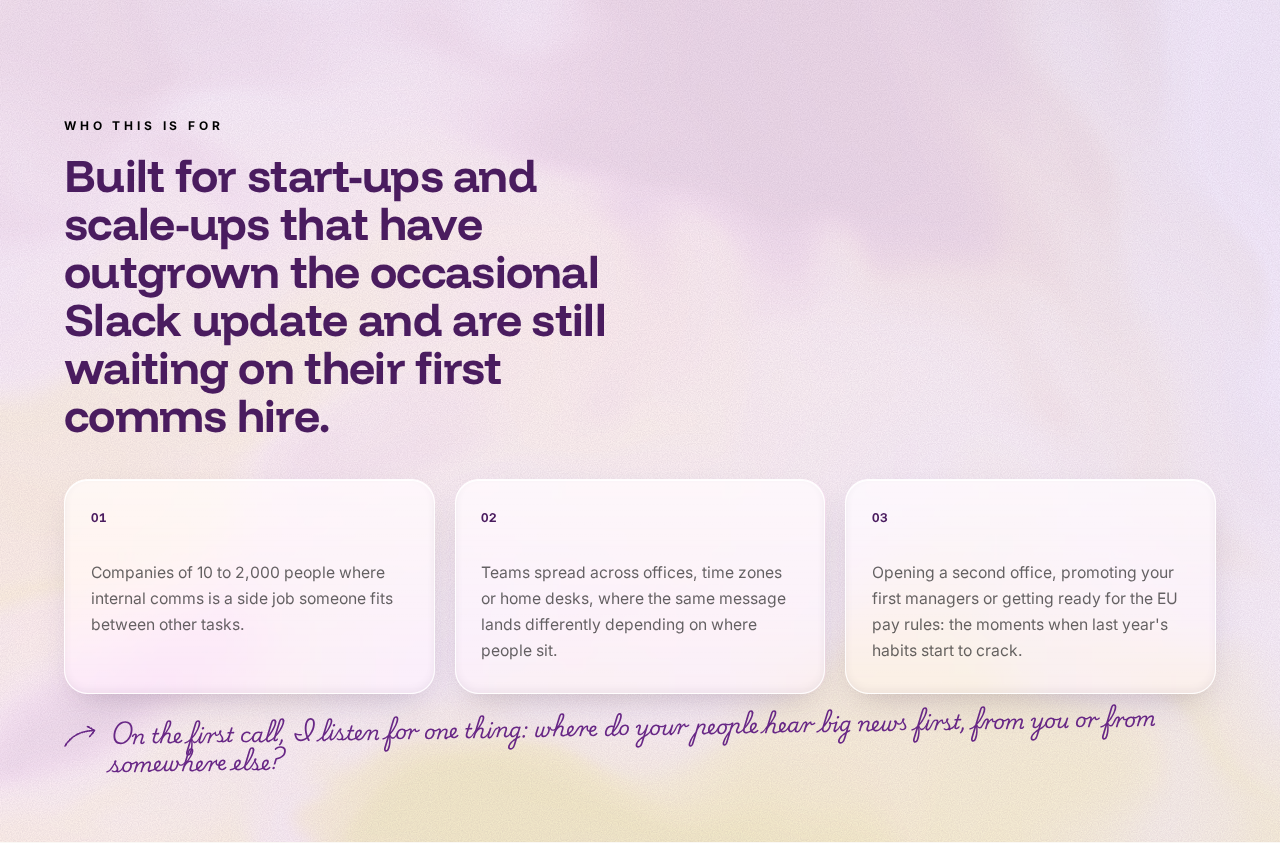 WHO THIS IS FOR
Built for start-ups and
scale-ups that have
outgrown the occasional
Slack update and are still
waiting on their first
comms hire.
01
Companies of 10 to 2,000 people where
internal comms is a side job someone fits
between other tasks.
02
Teams spread across offices, time zones
or home desks, where the same message
lands differently depending on where
people sit.
03
Opening a second office, promoting your
first managers or getting ready for the EU
pay rules: the moments when last year's
habits start to crack.
On the first call, I listen for one thing: where do your people hear big news first, from you or from
somewhere else?